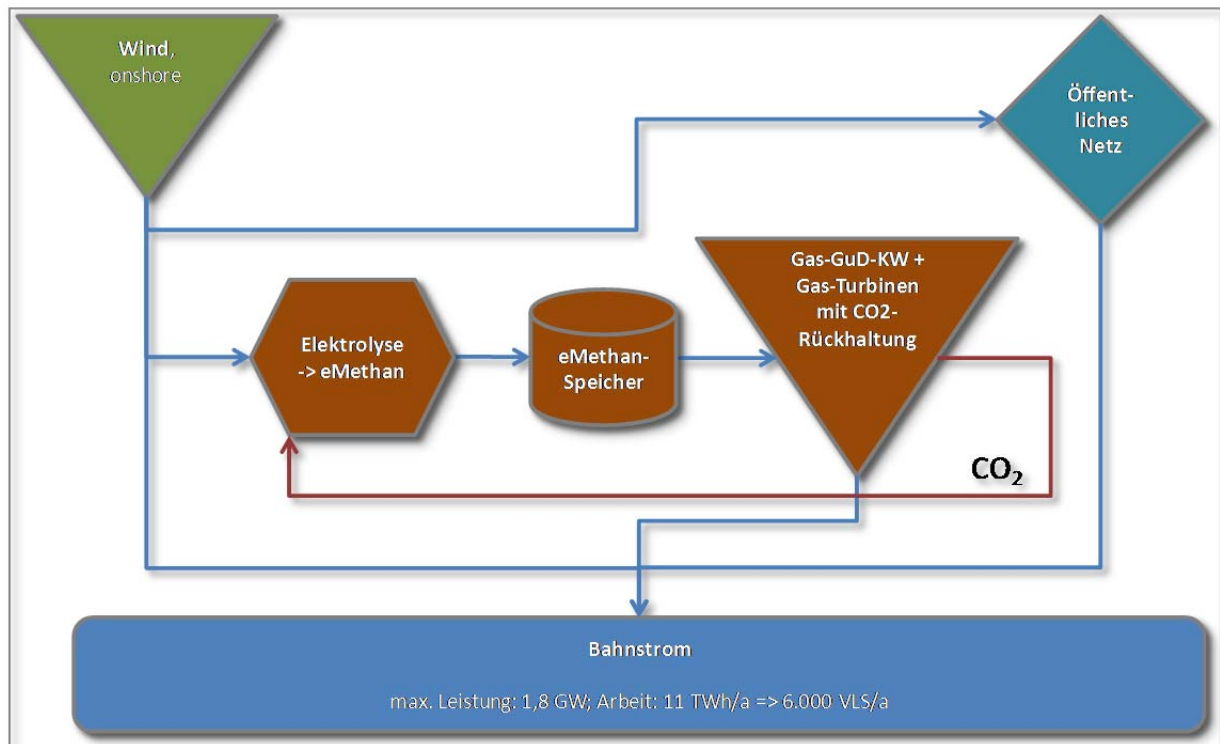 Wind,
onshore
Öffent-
liches
Netz
Gas-GuD-KW +
Gas-Turbinen
mit CO2-
Rückhaltung
Elektrolyse
-> eMethan
eMethan-
Speicher
CO₂
Bahnstrom
max. Leistung: 1,8 GW; Arbeit: 11 TWh/a => 6.000 VLS/a